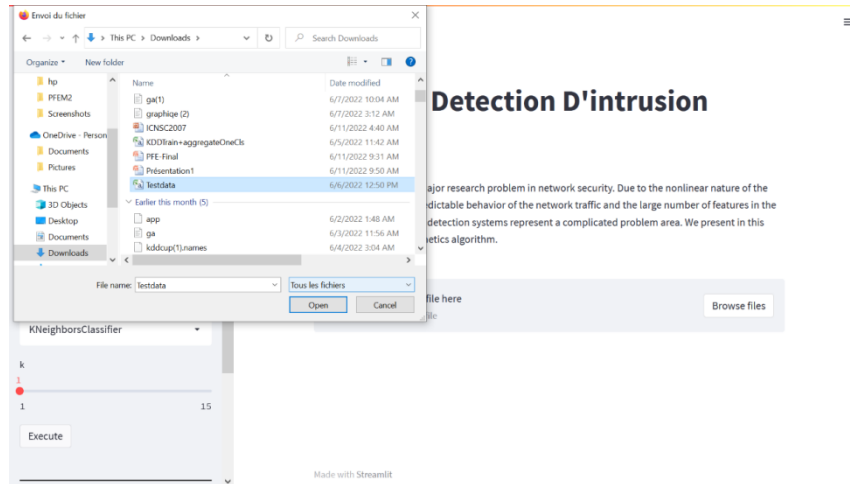 Envoi du fichier
This PC > Downloads >
Search Downloads
Organize
New folder
hp
PFEM2
Screenshots
OneDrive - Person
Documents
Pictures
This PC
3D Objects
Desktop
Documents
Downloads
Name
Date modified
ga(1)
6/7/2022 10:04 AM
graphiqe (2)
6/7/2022 3:12 AM
ICNSC2007
6/11/2022 4:40 AM
KDDTrain+aggregateOneCls
6/5/2022 11:42 AM
PFE-Final
6/11/2022 9:31 AM
Présentation1
6/11/2022 9:50 AM
Testdata
6/6/2022 12:50 PM
Earlier this month (5)
app
6/2/2022 1:48 AM
ga
6/3/2022 11:56 AM
kddcup(1).names
6/4/2022 3:04 AM
File name:
Testdata
Tous les fichiers
Open
Cancel
Detection D'intrusion
ajor research problem in network security. Due to the nonlinear nature of the
edictable behavior of the network traffic and the large number of features in the
detection systems represent a complicated problem area. We present in this
netics algorithm.
file here
file
Browse files
KNeighborsClassifier
k
1
1
15
Execute
Made with Streamlit